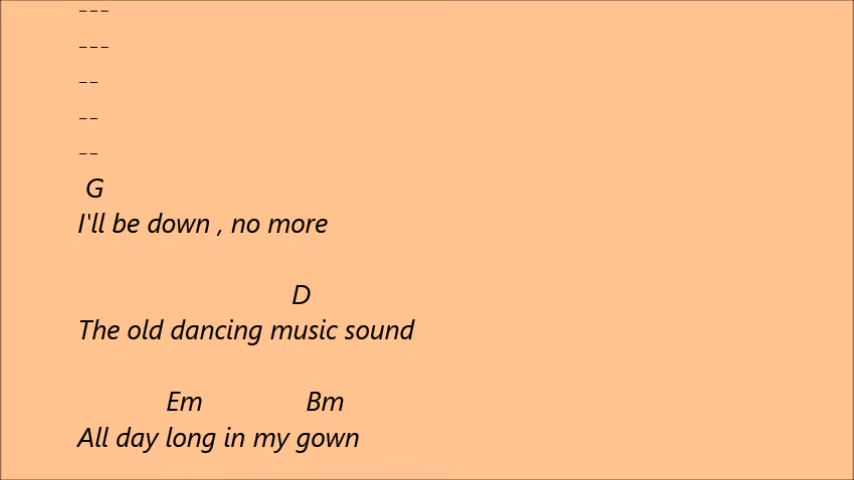 ---
---
--
--
--
G
I'll be down , no more
D
The old dancing music sound
Em Bm
All day long in my gown